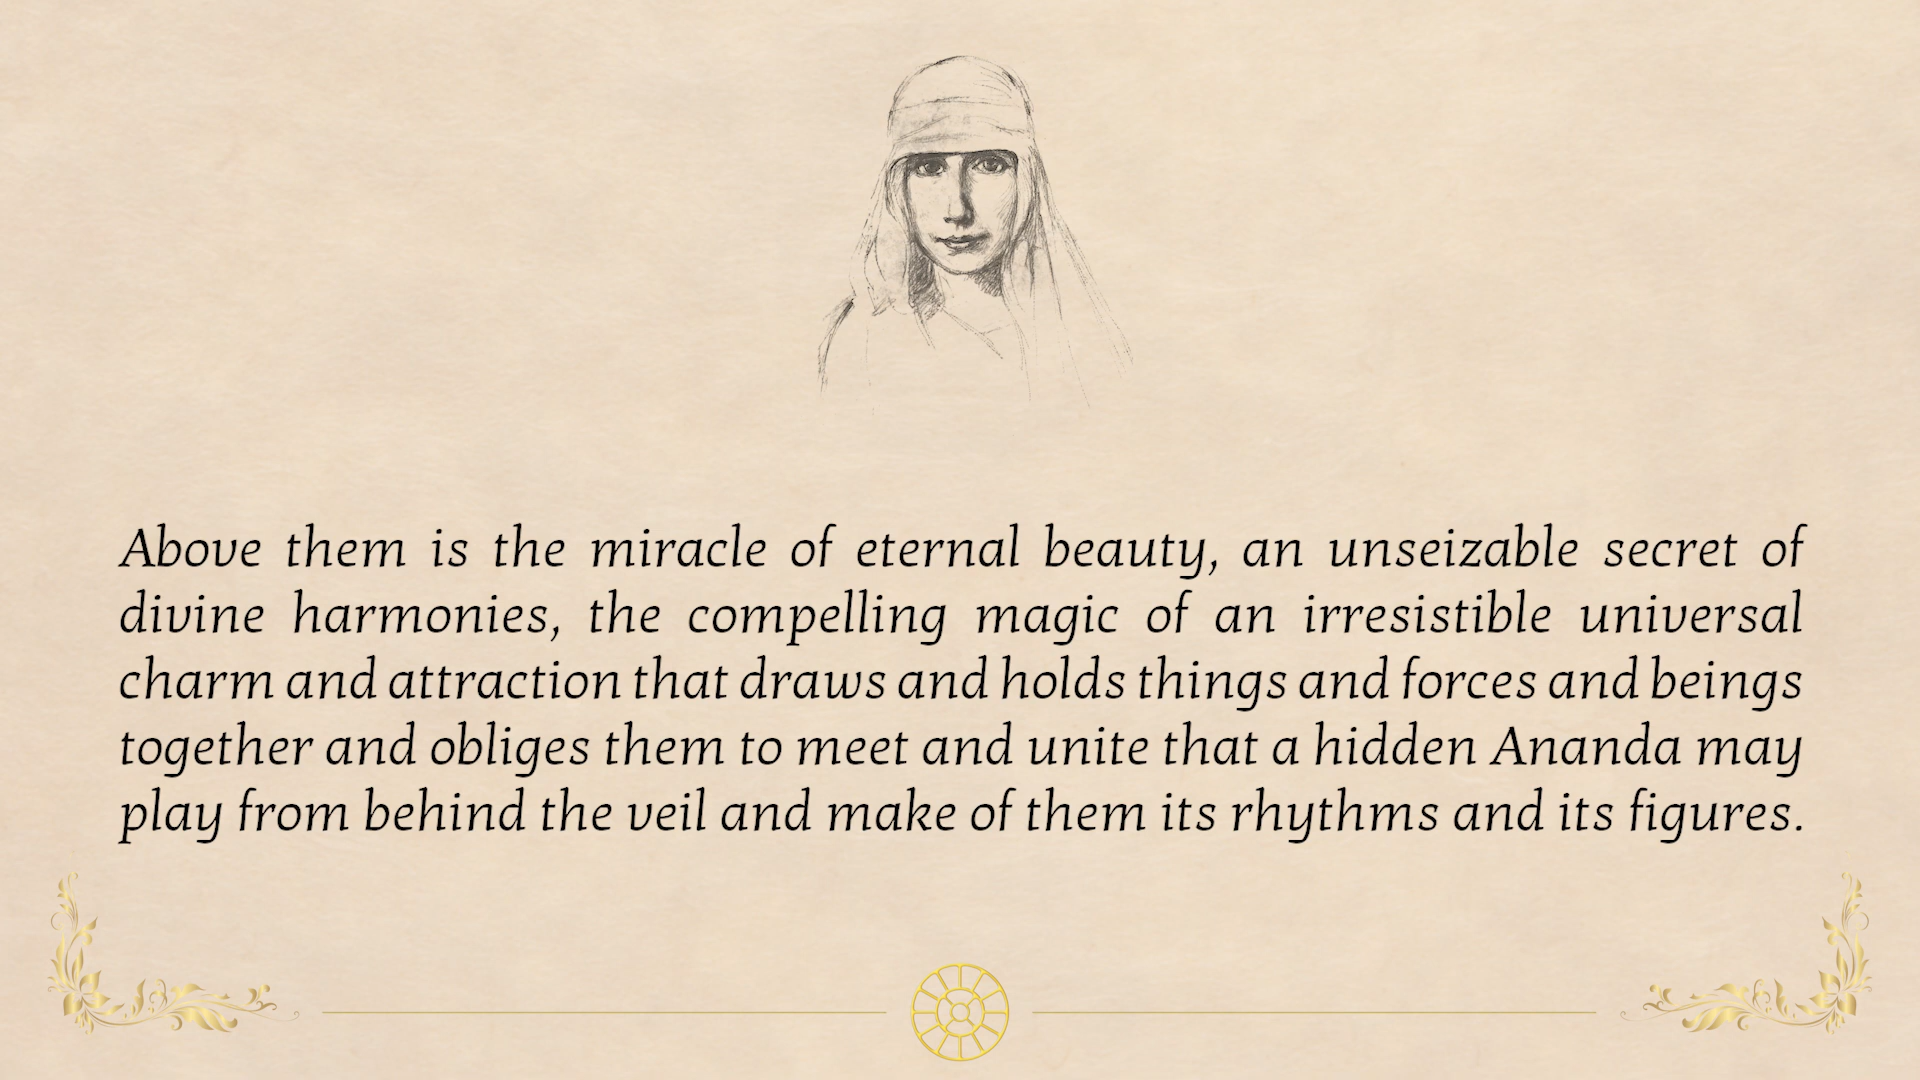 Above them is the miracle of eternal beauty, an unseizable secret of
divine harmonies, the compelling magic of an irresistible universal
charm and attraction that draws and holds things and forces and beings
together and obliges them to meet and unite that a hidden Ananda may
play from behind the veil and make of them its rhythms and its figures.